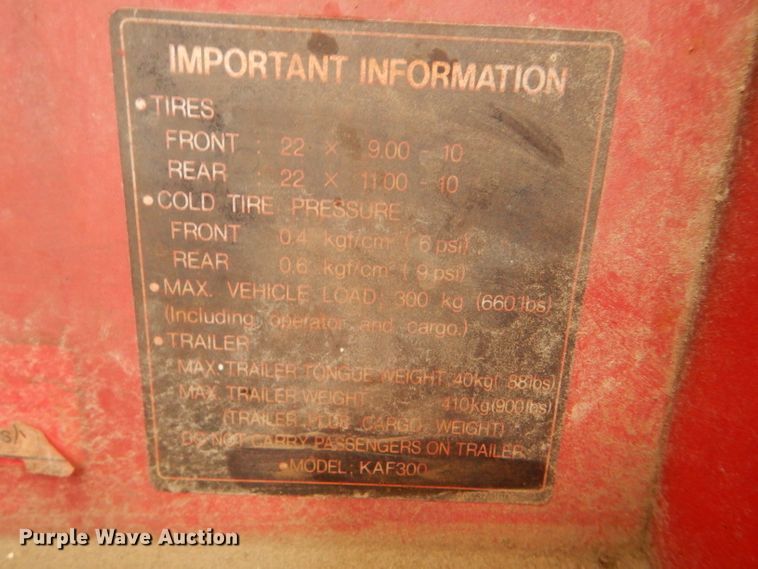 IMPORTANT INFORMATION
•TIRES
FRONT : 22 × 9.00 - 10
REAR : 22 × 11.00 - 10
•COLD TIRE PRESSURE
FRONT 0.4 kgf/cm² ( 6 psi)
REAR 0.6 kgf/cm² ( 9 psi)
•MAX. VEHICLE LOAD: 300 kg (660 lbs)
(Including operator and cargo.)
•TRAILER
MAX. TRAILER TONGUE WEIGHT 40kg( 88lbs)
MAX. TRAILER WEIGHT 410kg(900lbs)
(TRAILER PLUS CARGO WEIGHT)
DO NOT CARRY PASSENGERS ON TRAILER
•MODEL: KAF300
Purple Wave Auction